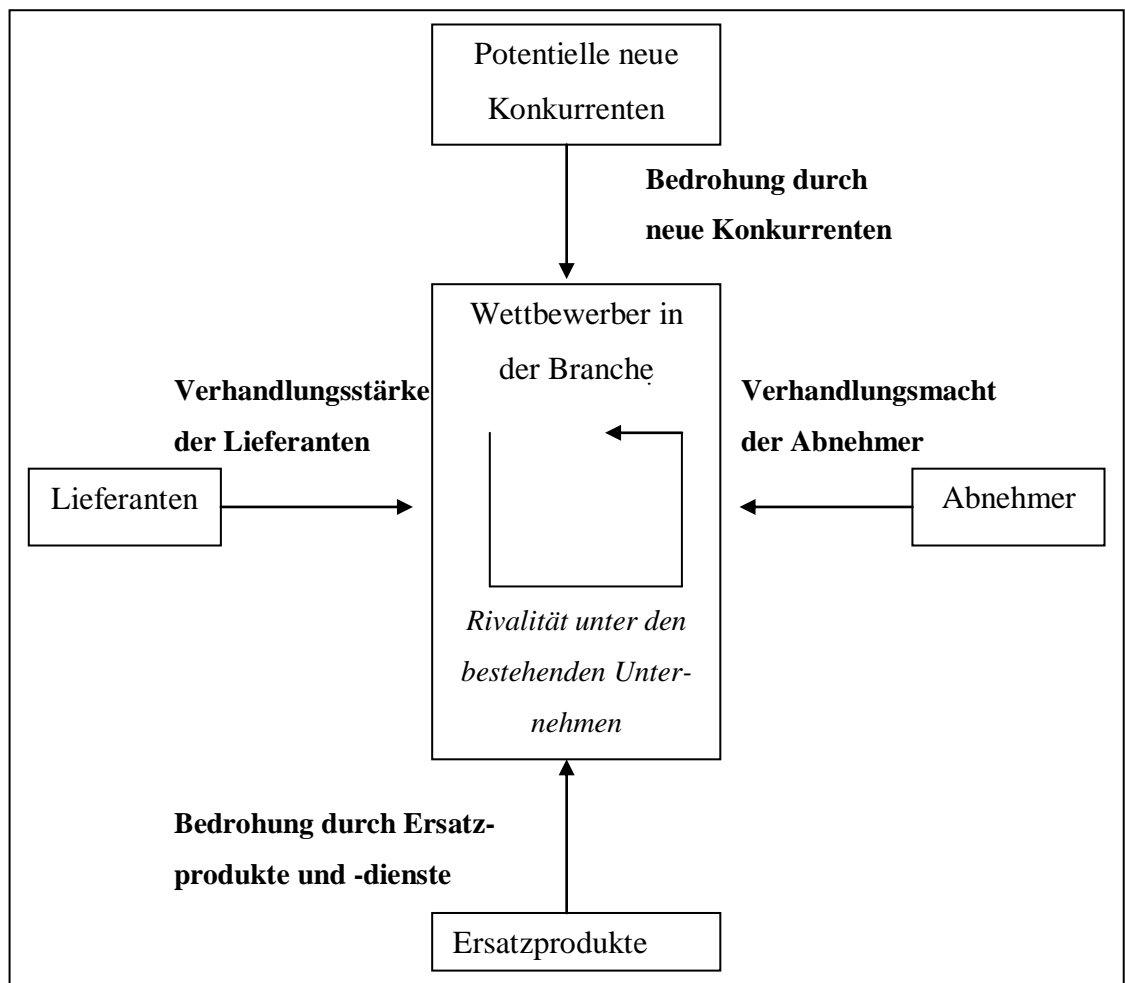 Potentielle neue
Konkurrenten
Bedrohung durch
neue Konkurrenten
Wettbewerber in
der Branche
Verhandlungsstärke
der Lieferanten
Verhandlungsmacht
der Abnehmer
Lieferanten
Abnehmer
Rivalität unter den
bestehenden Unter-
nehmen
Bedrohung durch Ersatz-
produkte und -dienste
Ersatzprodukte